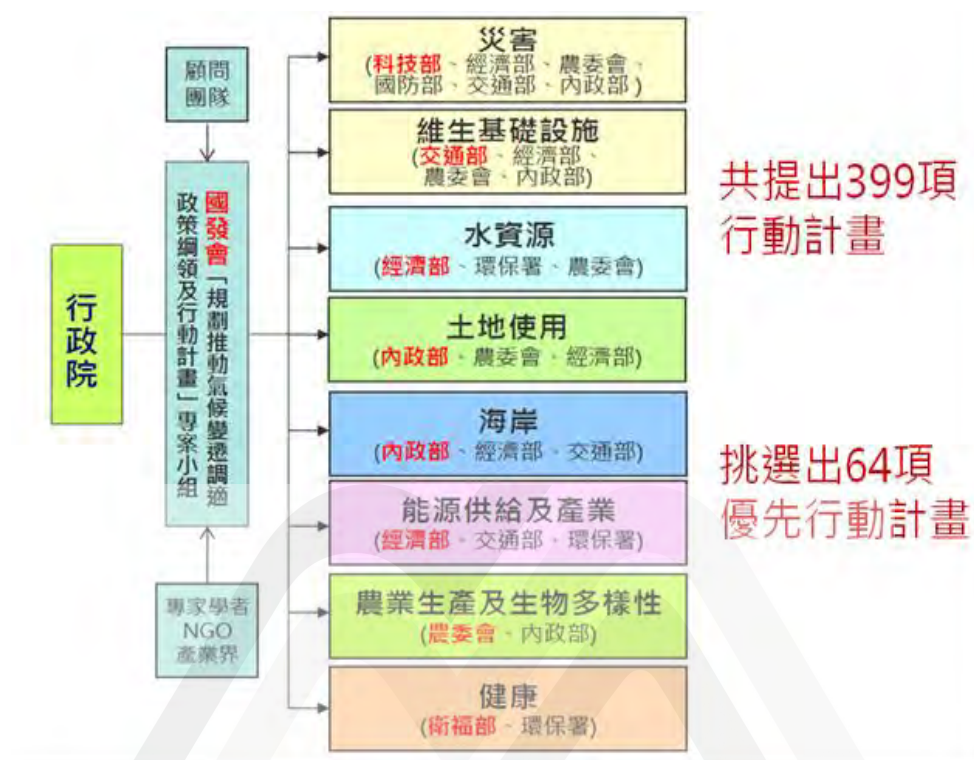 行政院
顧問
團隊
國發會「規劃推動氣候變遷調適
政策綱領及行動計畫」專案小組
專家學者
NGO
產業界
災害
(科技部、經濟部、農委會、
國防部、交通部、內政部)
維生基礎設施
(交通部、經濟部、
農委會、內政部)
水資源
(經濟部、環保署、農委會)
土地使用
(內政部、農委會、經濟部)
海岸
(內政部、經濟部、交通部)
能源供給及產業
(經濟部、交通部、環保署)
農業生產及生物多樣性
(農委會、內政部)
健康
(衛福部、環保署)
共提出399項
行動計畫
挑選出64項
優先行動計畫